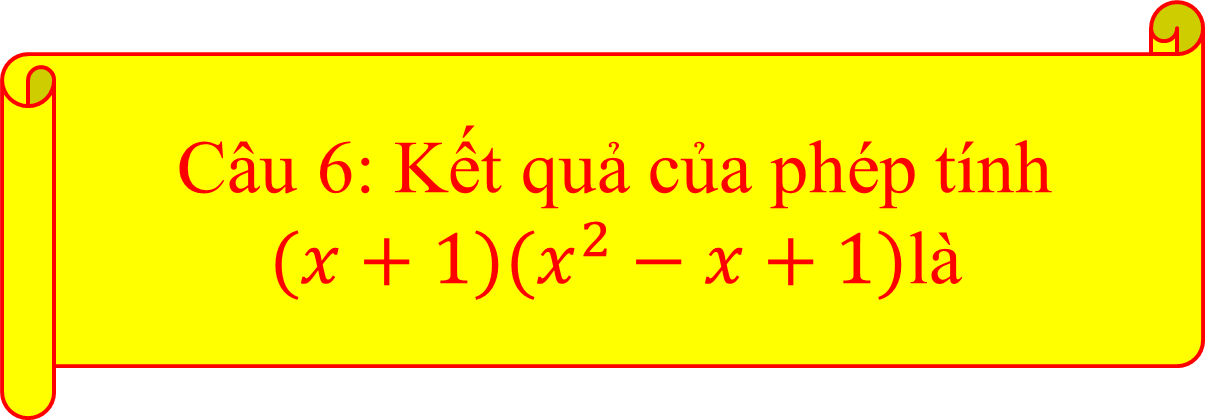 Câu 6: Kết quả của phép tính
(x + 1)(x² − x + 1)là